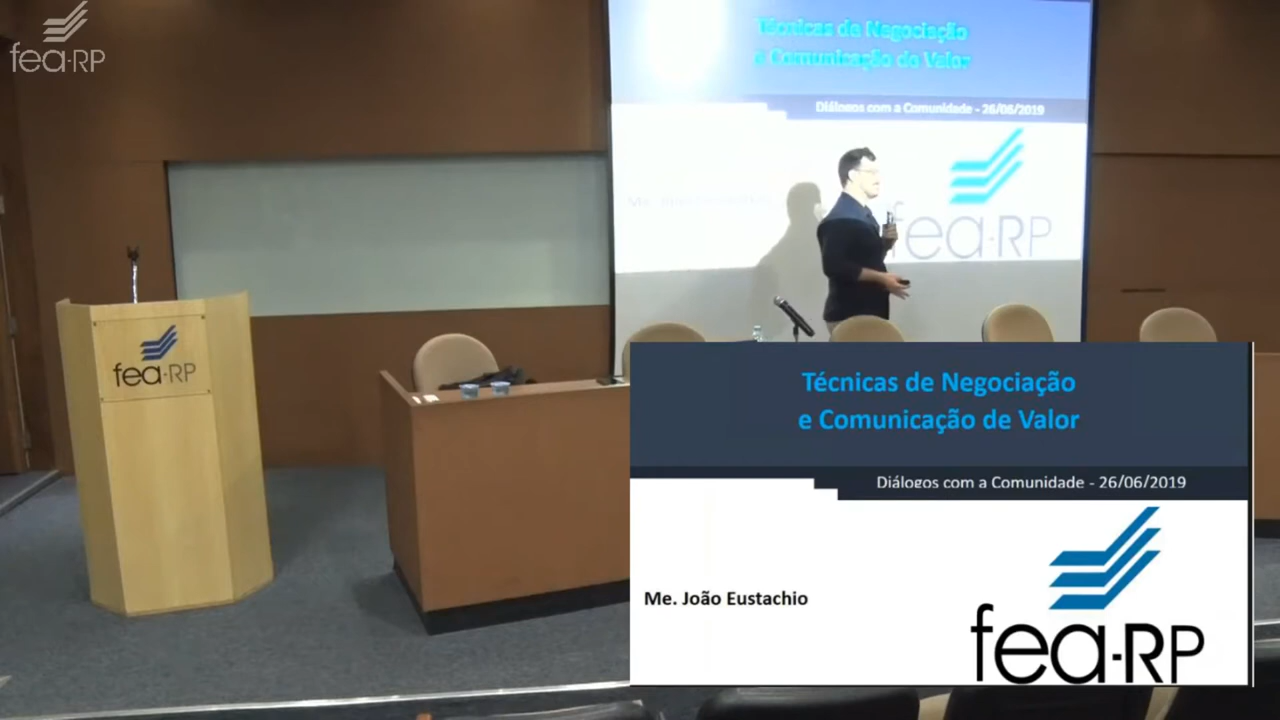 fea-RP
Técnicas de Negociação
e Comunicação de Valor
Diálogos com a Comunidade - 26/06/2019
fea-RP
fea-RP
Técnicas de Negociação
e Comunicação de Valor
Diálogos com a Comunidade - 26/06/2019
Me. João Eustachio
fea-RP